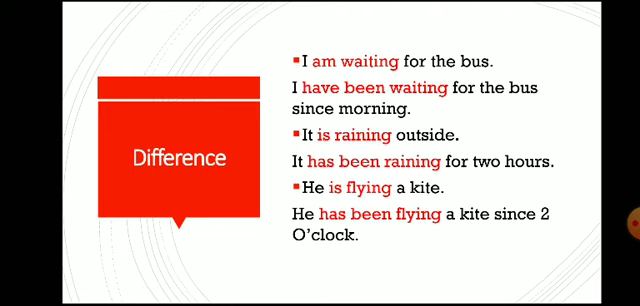 Difference
▪I am waiting for the bus.
I have been waiting for the bus
since morning.
▪It is raining outside.
It has been raining for two hours.
▪He is flying a kite.
He has been flying a kite since 2
O’clock.